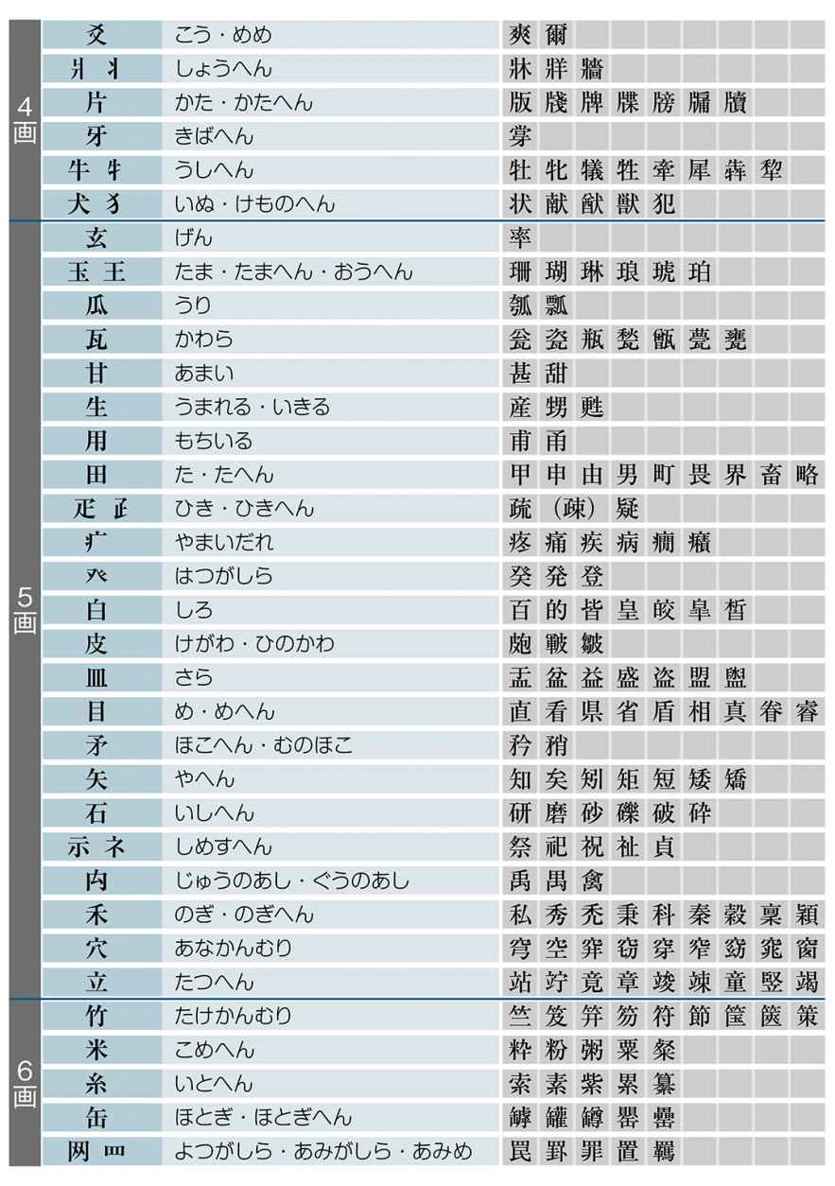 4画
爻 こう・めめ 爽 爾
爿 丬 しょうへん 牀 牂 牆
片 かた・かたへん 版 牋 牌 牒 牓 牖 牘
牙 きばへん 牚
牛 牜 うしへん 牡 牝 犠 牲 牽 犀 犇 犂
犬 犭 いぬ・けものへん 状 献 猷 獣 犯
5画
玄 げん 率
玉 王 たま・たまへん・おうへん 珊 瑚 琳 琅 琥 珀
瓜 うり 瓠 瓢
瓦 かわら 瓮 瓷 瓶 甃 甑 甍 甕
甘 あまい 甚 甜
生 うまれる・いきる 産 甥 甦
用 もちいる 甫 甬
田 た・たへん 甲 申 由 男 町 畏 界 畜 略
疋 ⺪ ひき・ひきへん 疏 (疎) 疑
疒 やまいだれ 疼 痛 疾 病 癇 癪
癶 はつがしら 癸 発 登
白 しろ 百 的 皆 皇 皎 皐 皙
皮 けがわ・ひのかわ 皰 皸 皺
皿 さら 盂 盆 益 盛 盗 盟 盥
目 め・めへん 直 看 県 省 盾 相 真 眷 睿
矛 ほこへん・むのほこ 矜 矟
矢 やへん 知 矣 矧 矩 短 矮 矯
石 いしへん 研 磨 砂 礫 破 砕
示 ネ しめすへん 祭 祀 祝 祉 貞
禸 じゅうのあし・ぐうのあし 禹 禺 禽
禾 のぎ・のぎへん 私 秀 禿 秉 科 秦 穀 稟 穎
穴 あなかんむり 穹 空 穽 窃 穿 窄 窈 窕 窗
立 たつへん 站 竚 竟 章 竣 竦 童 竪 竭
6画
竹 たけかんむり 竺 笈 笄 笏 符 節 筐 篋 策
米 こめへん 粋 粉 粥 粟 粲
糸 いとへん 索 素 紫 累 纂
缶 ほとぎ・ほとぎへん 罅 罐 罇 罌 罍
网 罒 よつがしら・あみがしら・あみめ 罠 罫 罪 置 羈